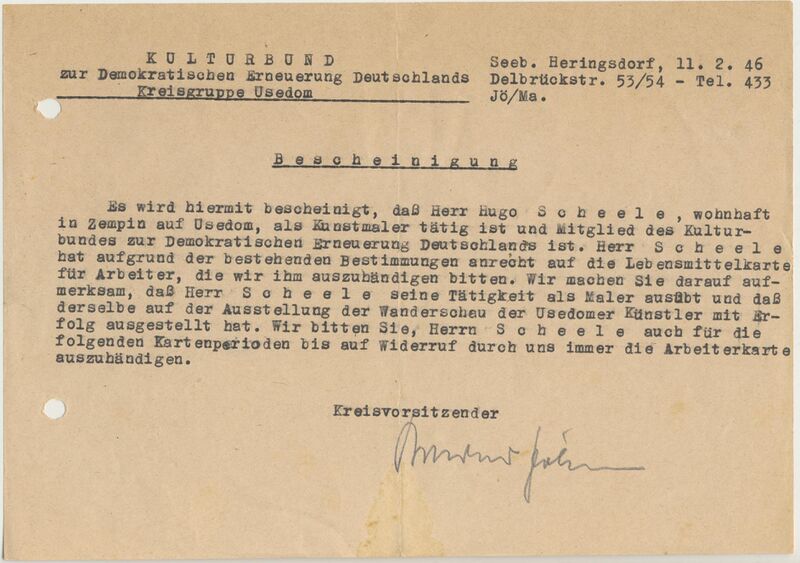 K U L T U R B U N D
zur Demokratischen Erneuerung Deutschlands
Kreisgruppe Usedom
Seeb. Heringsdorf, 11. 2. 46
Delbrückstr. 53/54 - Tel. 433
Jö/Ma.
B e s c h e i n i g u n g
Es wird hiermit bescheinigt, daß Herr Hugo S c h e e l e , wohnhaft
in Zempin auf Usedom, als Kunstmaler tätig ist und Mitglied des Kultur-
bundes zur Demokratischen Erneuerung Deutschlands ist. Herr S c h e e l e
hat aufgrund der bestehenden Bestimmungen anrecht auf die Lebensmittelkarte
für Arbeiter, die wir ihm auszuhändigen bitten. Wir machen Sie darauf auf-
merksam, daß Herr S c h e e l e seine Tätigkeit als Maler ausübt und daß
derselbe auf der Ausstellung der Wanderschau der Usedomer Künstler mit Er-
folg ausgestellt hat. Wir bitten Sie, Herrn S c h e e l e auch für die
folgenden Kartenperioden bis auf Widerruf durch uns immer die Arbeiterkarte
auszuhändigen.
Kreisvorsitzender